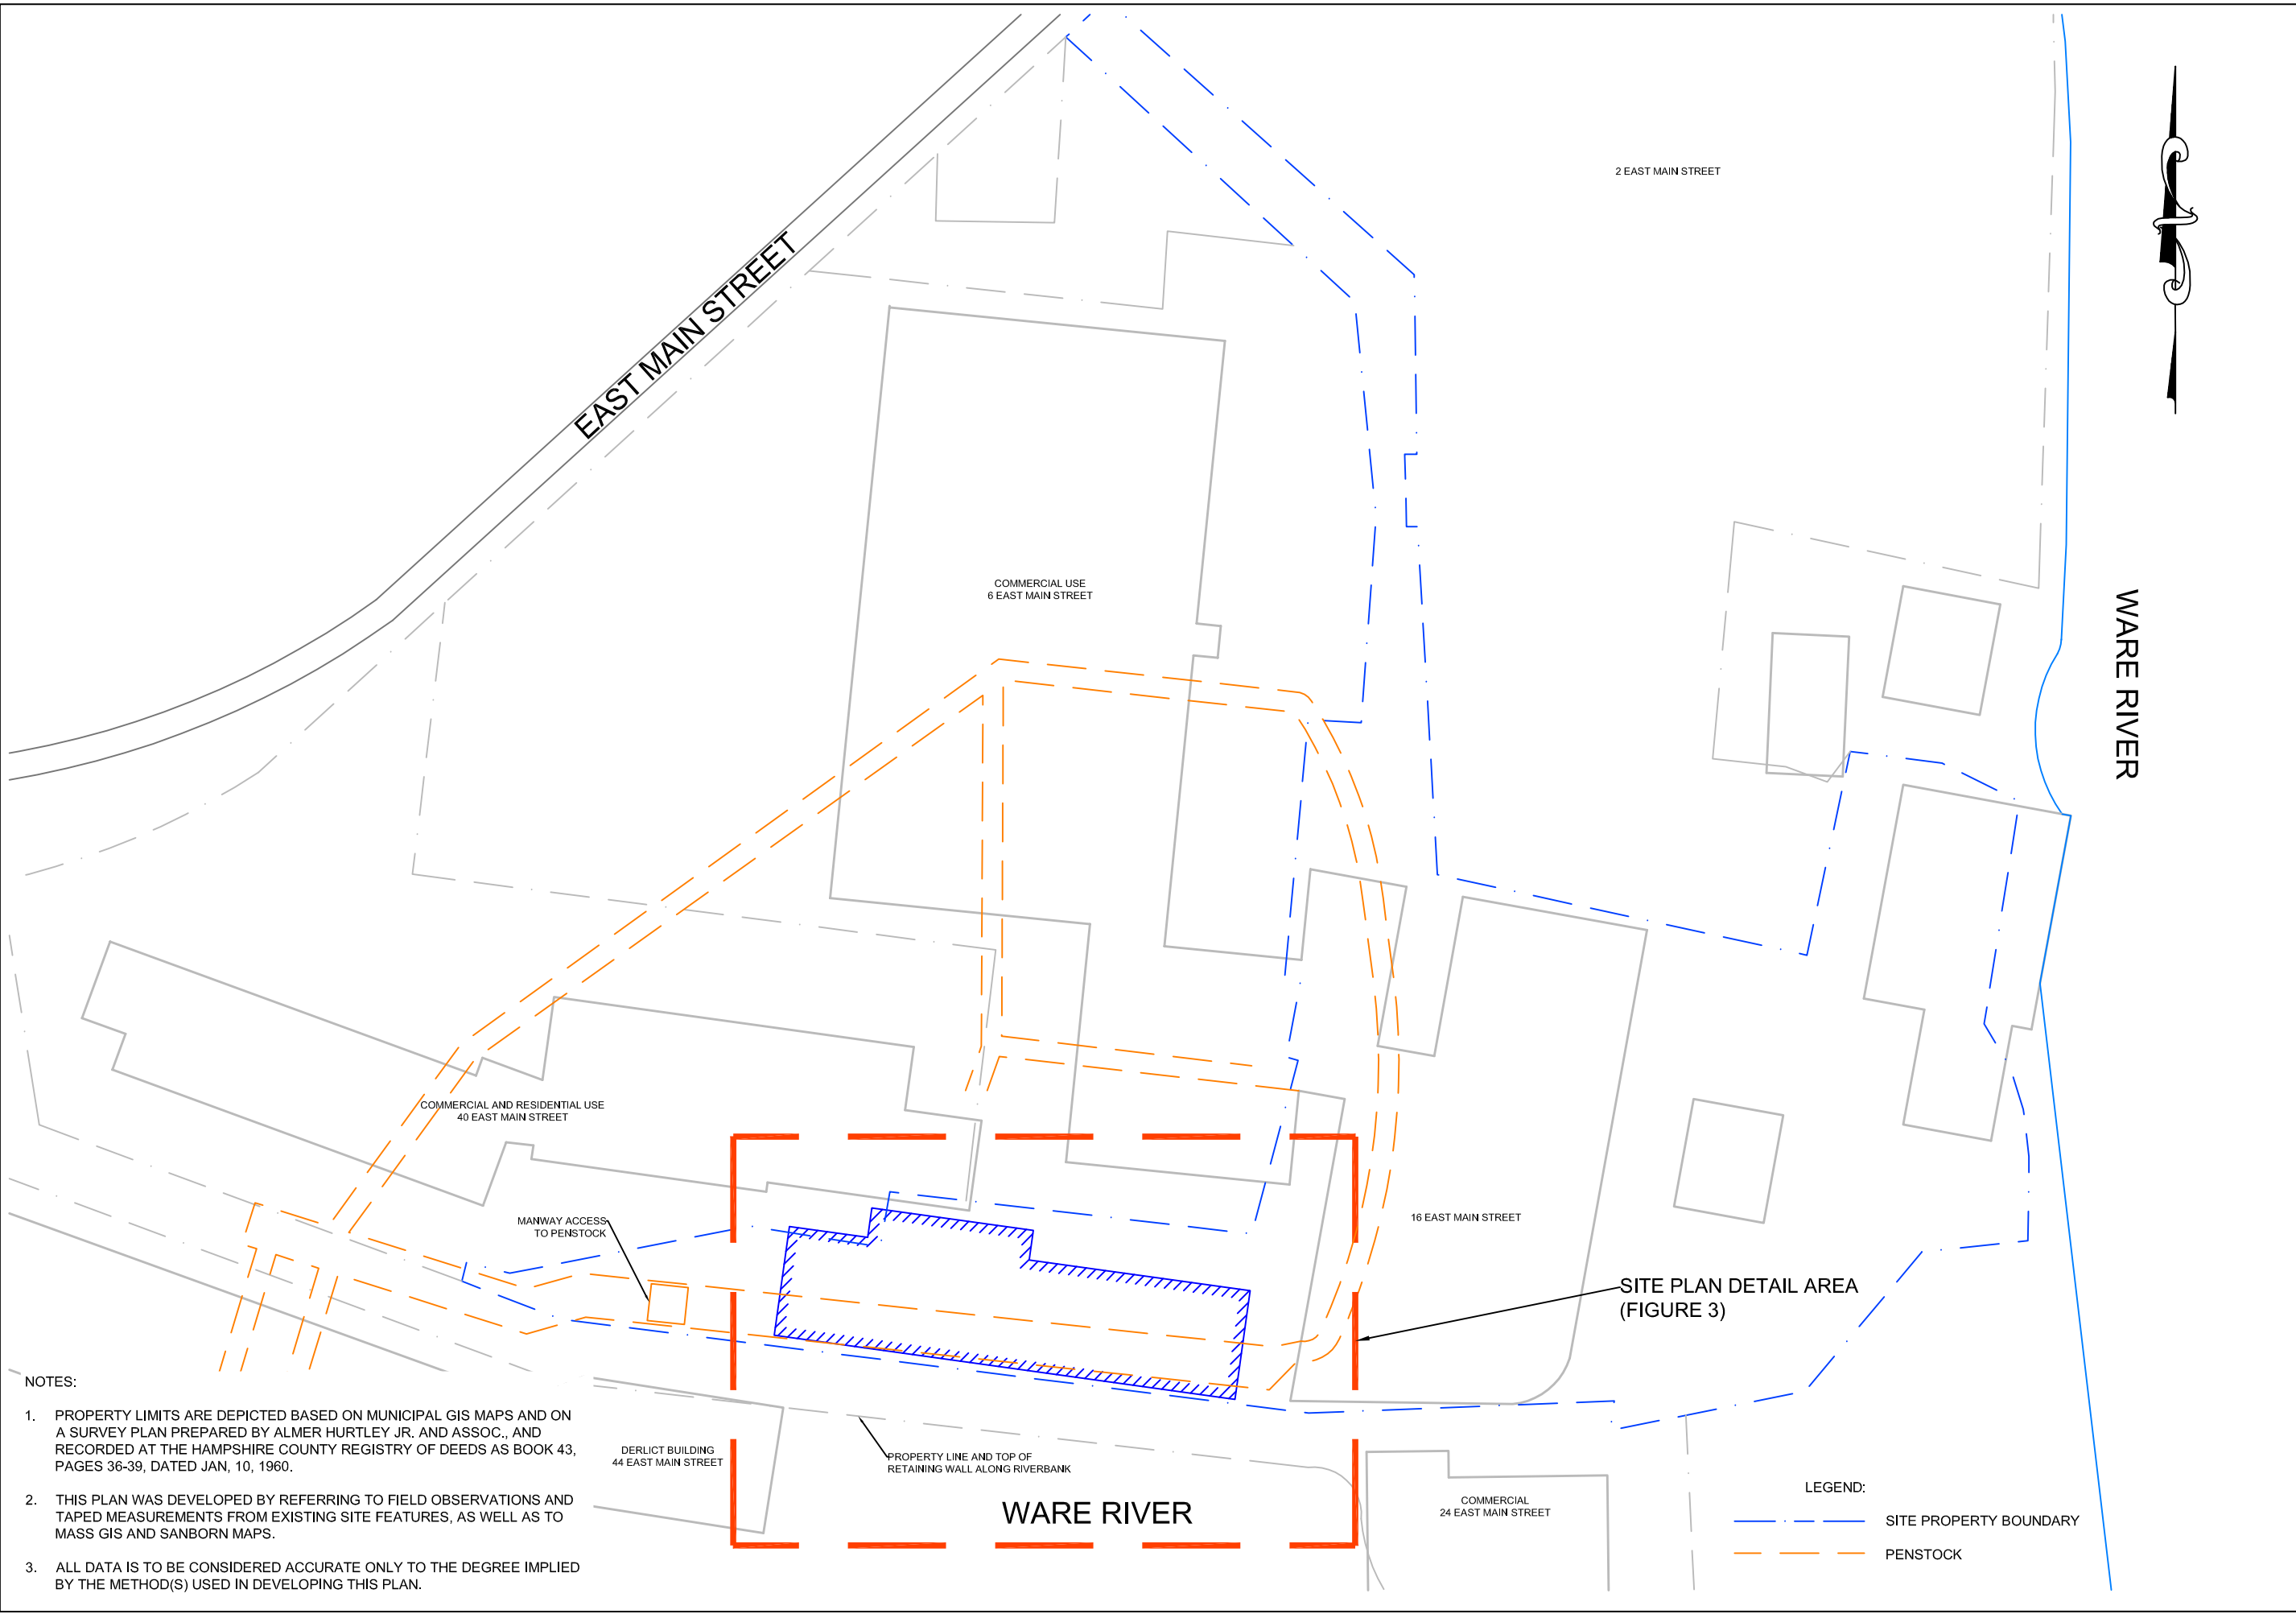 2 EAST MAIN STREET
EAST MAIN STREET
COMMERCIAL USE
6 EAST MAIN STREET
WARE RIVER
COMMERCIAL AND RESIDENTIAL USE
40 EAST MAIN STREET
MANWAY ACCESS
TO PENSTOCK
16 EAST MAIN STREET
SITE PLAN DETAIL AREA
(FIGURE 3)
NOTES:
1. PROPERTY LIMITS ARE DEPICTED BASED ON MUNICIPAL GIS MAPS AND ON
A SURVEY PLAN PREPARED BY ALMER HURTLEY JR. AND ASSOC., AND
RECORDED AT THE HAMPSHIRE COUNTY REGISTRY OF DEEDS AS BOOK 43,
PAGES 36-39, DATED JAN, 10, 1960.
2. THIS PLAN WAS DEVELOPED BY REFERRING TO FIELD OBSERVATIONS AND
TAPED MEASUREMENTS FROM EXISTING SITE FEATURES, AS WELL AS TO
MASS GIS AND SANBORN MAPS.
3. ALL DATA IS TO BE CONSIDERED ACCURATE ONLY TO THE DEGREE IMPLIED
BY THE METHOD(S) USED IN DEVELOPING THIS PLAN.
DERLICT BUILDING
44 EAST MAIN STREET
PROPERTY LINE AND TOP OF
RETAINING WALL ALONG RIVERBANK
WARE RIVER
COMMERCIAL
24 EAST MAIN STREET
LEGEND:
SITE PROPERTY BOUNDARY
PENSTOCK